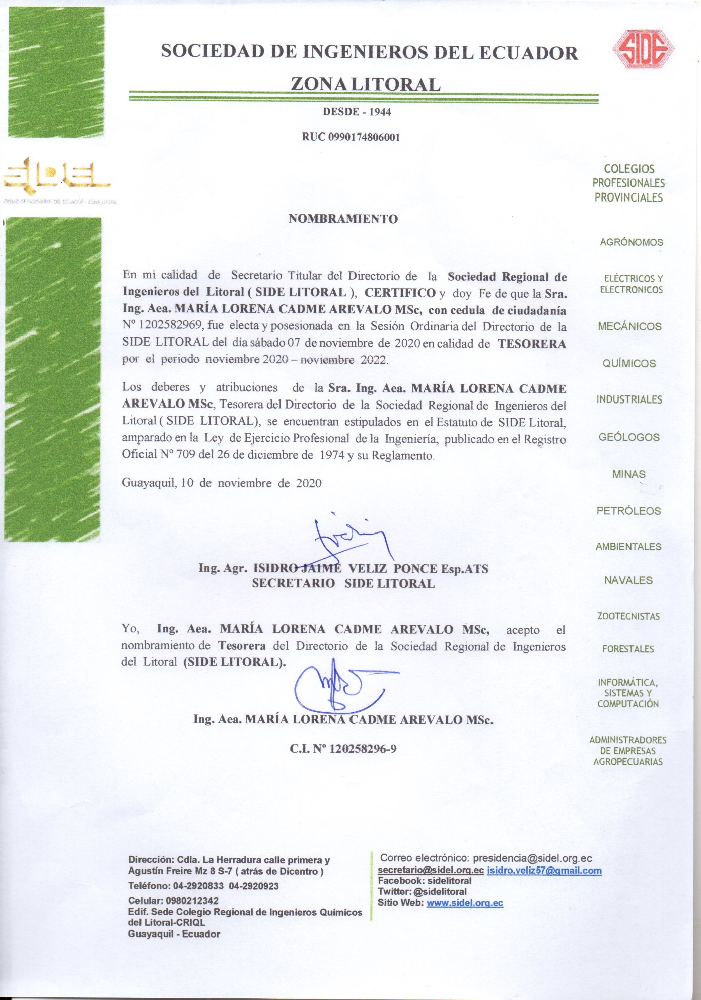 SOCIEDAD DE INGENIEROS DEL ECUADOR
SIDE
ZONA LITORAL
DESDE - 1944
RUC 0990174806001
SIDEL
SOCIEDAD DE INGENIEROS DEL ECUADOR - ZONA LITORAL
NOMBRAMIENTO
En mi calidad de Secretario Titular del Directorio de la Sociedad Regional de
Ingenieros del Litoral ( SIDE LITORAL ), CERTIFICO y doy Fe de que la Sra.
Ing. Aea. MARÍA LORENA CADME AREVALO MSc, con cedula de ciudadanía
Nº 1202582969, fue electa y posesionada en la Sesión Ordinaria del Directorio de la
SIDE LITORAL del día sábado 07 de noviembre de 2020 en calidad de TESORERA
por el periodo noviembre 2020 – noviembre 2022.
Los deberes y atribuciones de la Sra. Ing. Aea. MARÍA LORENA CADME
AREVALO MSc, Tesorera del Directorio de la Sociedad Regional de Ingenieros del
Litoral ( SIDE LITORAL), se encuentran estipulados en el Estatuto de SIDE Litoral,
amparado en la Ley de Ejercicio Profesional de la Ingeniería, publicado en el Registro
Oficial Nº 709 del 26 de diciembre de 1974 y su Reglamento.
Guayaquil, 10 de noviembre de 2020
Ing. Agr. ISIDRO JAIME VELIZ PONCE Esp.ATS
SECRETARIO SIDE LITORAL
Yo, Ing. Aea. MARÍA LORENA CADME AREVALO MSc, acepto el
nombramiento de Tesorera del Directorio de la Sociedad Regional de Ingenieros
del Litoral (SIDE LITORAL).
Ing. Aea. MARÍA LORENA CADME AREVALO MSc.
C.I. Nº 120258296-9
COLEGIOS
PROFESIONALES
PROVINCIALES
AGRÓNOMOS
ELÉCTRICOS Y
ELECTRONICOS
MECÁNICOS
QUÍMICOS
INDUSTRIALES
GEÓLOGOS
MINAS
PETRÓLEOS
AMBIENTALES
NAVALES
ZOOTECNISTAS
FORESTALES
INFORMÁTICA,
SISTEMAS Y
COMPUTACIÓN
ADMINISTRADORES
DE EMPRESAS
AGROPECUARIAS
Dirección: Cdla. La Herradura calle primera y
Agustín Freire Mz 8 S-7 ( atrás de Dicentro )
Teléfono: 04-2920833 04-2920923
Celular: 0980212342
Edif. Sede Colegio Regional de Ingenieros Químicos
del Litoral-CRIQL
Guayaquil - Ecuador
Correo electrónico: presidencia@sidel.org.ec
secretario@sidel.org.ec isidro.veliz57@gmail.com
Facebook: sidelitoral
Twitter: @sidelitoral
Sitio Web: www.sidel.org.ec